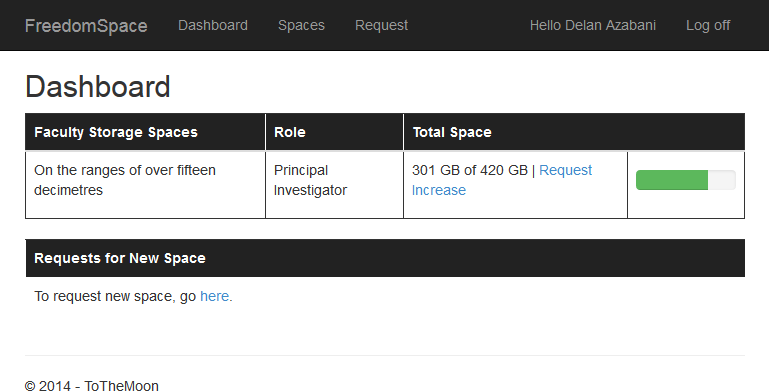 FreedomSpace Dashboard Spaces Request Hello Delan Azabani Log off
Dashboard
Faculty Storage Spaces Role Total Space
On the ranges of over fifteen decimetres
Principal Investigator
301 GB of 420 GB | Request Increase
Requests for New Space
To request new space, go here.
© 2014 - ToTheMoon